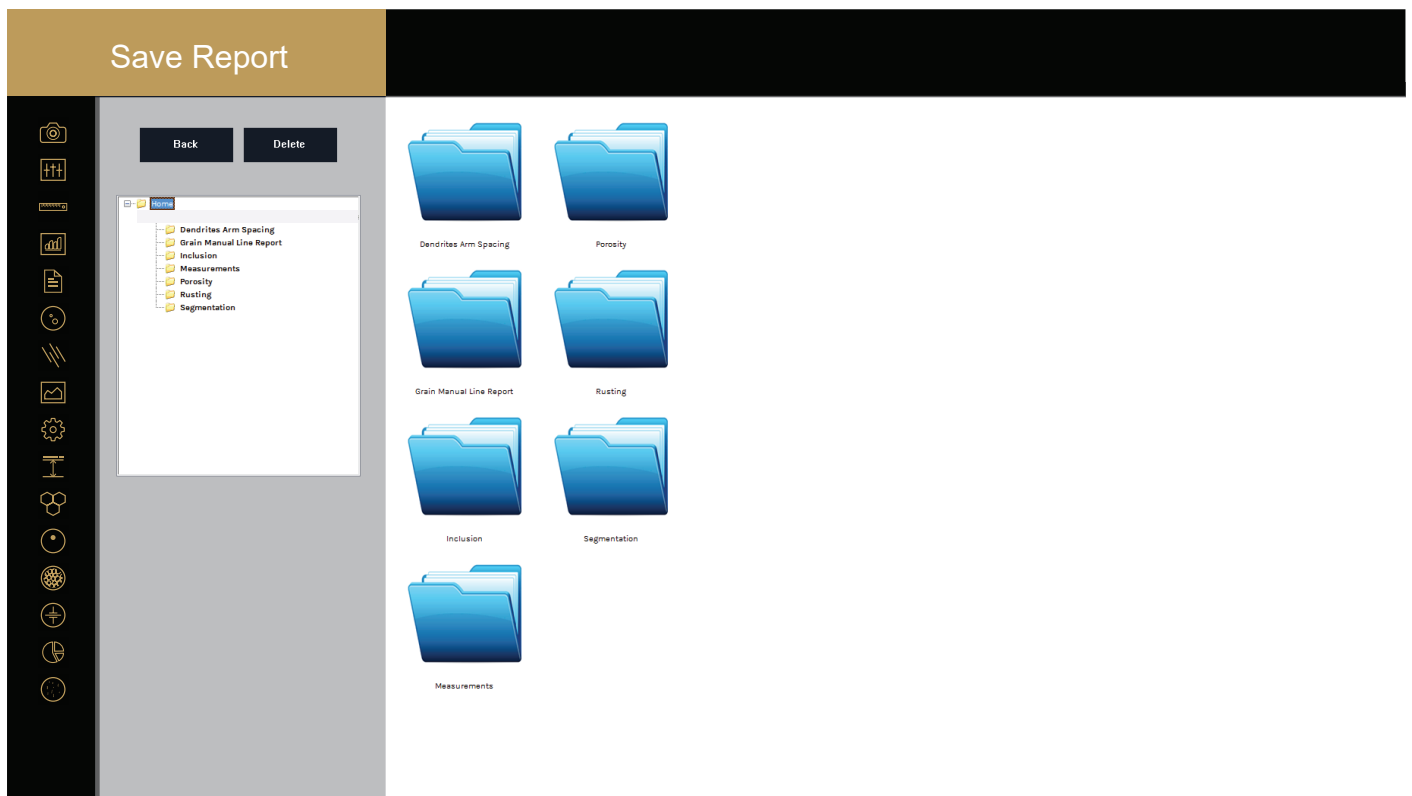 Save Report
Back
Delete
Home
Dendrites Arm Spacing
Grain Manual Line Report
Inclusion
Measurements
Porosity
Rusting
Segmentation
Dendrites Arm Spacing
Porosity
Grain Manual Line Report
Rusting
Inclusion
Segmentation
Measurements